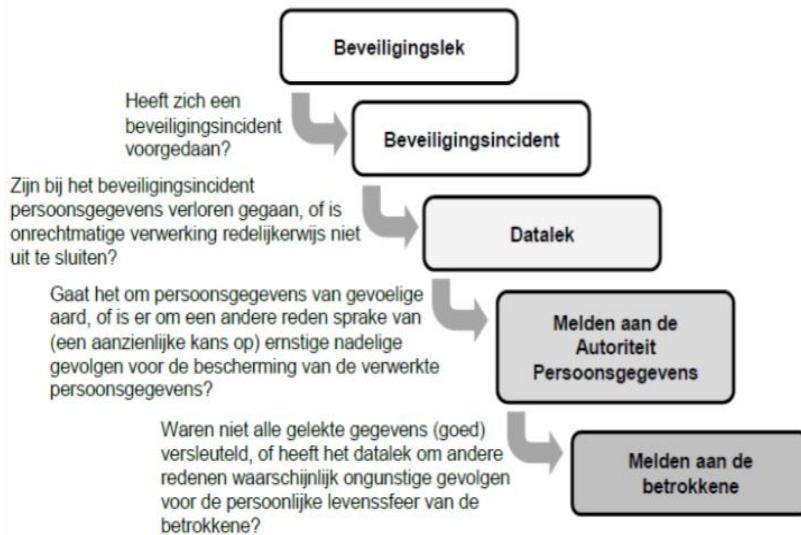 Beveiligingslek
Heeft zich een
beveiligingsincident
voorgedaan?
Beveiligingsincident
Zijn bij het beveiligingsincident
persoonsgegevens verloren gegaan, of is
onrechtmatige verwerking redelijkerwijs niet
uit te sluiten?
Datalek
Gaat het om persoonsgegevens van gevoelige
aard, of is er om een andere reden sprake van
(een aanzienlijke kans op) ernstige nadelige
gevolgen voor de bescherming van de verwerkte
persoonsgegevens?
Melden aan de
Autoriteit
Persoonsgegevens
Waren niet alle gelekte gegevens (goed)
versleuteld, of heeft het datalek om andere
redenen waarschijnlijk ongunstige gevolgen
voor de persoonlijke levenssfeer van de
betrokkene?
Melden aan de
betrokkene